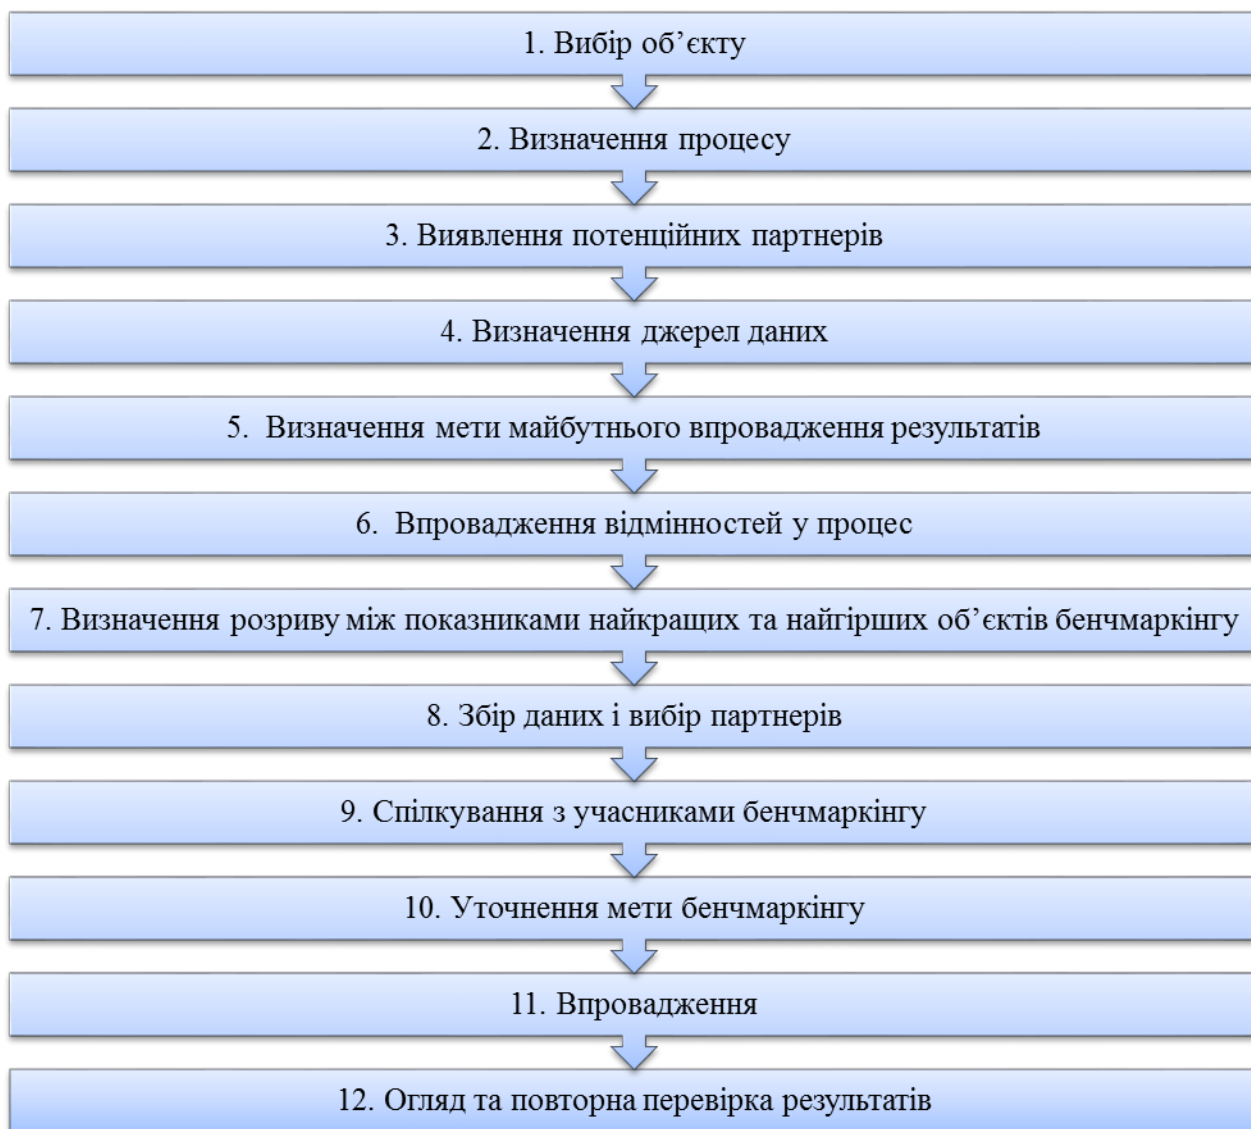 1. Вибір об’єкту
2. Визначення процесу
3. Виявлення потенційних партнерів
4. Визначення джерел даних
5. Визначення мети майбутнього впровадження результатів
6. Впровадження відмінностей у процес
7. Визначення розриву між показниками найкращих та найгірших об’єктів бенчмаркінгу
8. Збір даних і вибір партнерів
9. Спілкування з учасниками бенчмаркінгу
10. Уточнення мети бенчмаркінгу
11. Впровадження
12. Огляд та повторна перевірка результатів